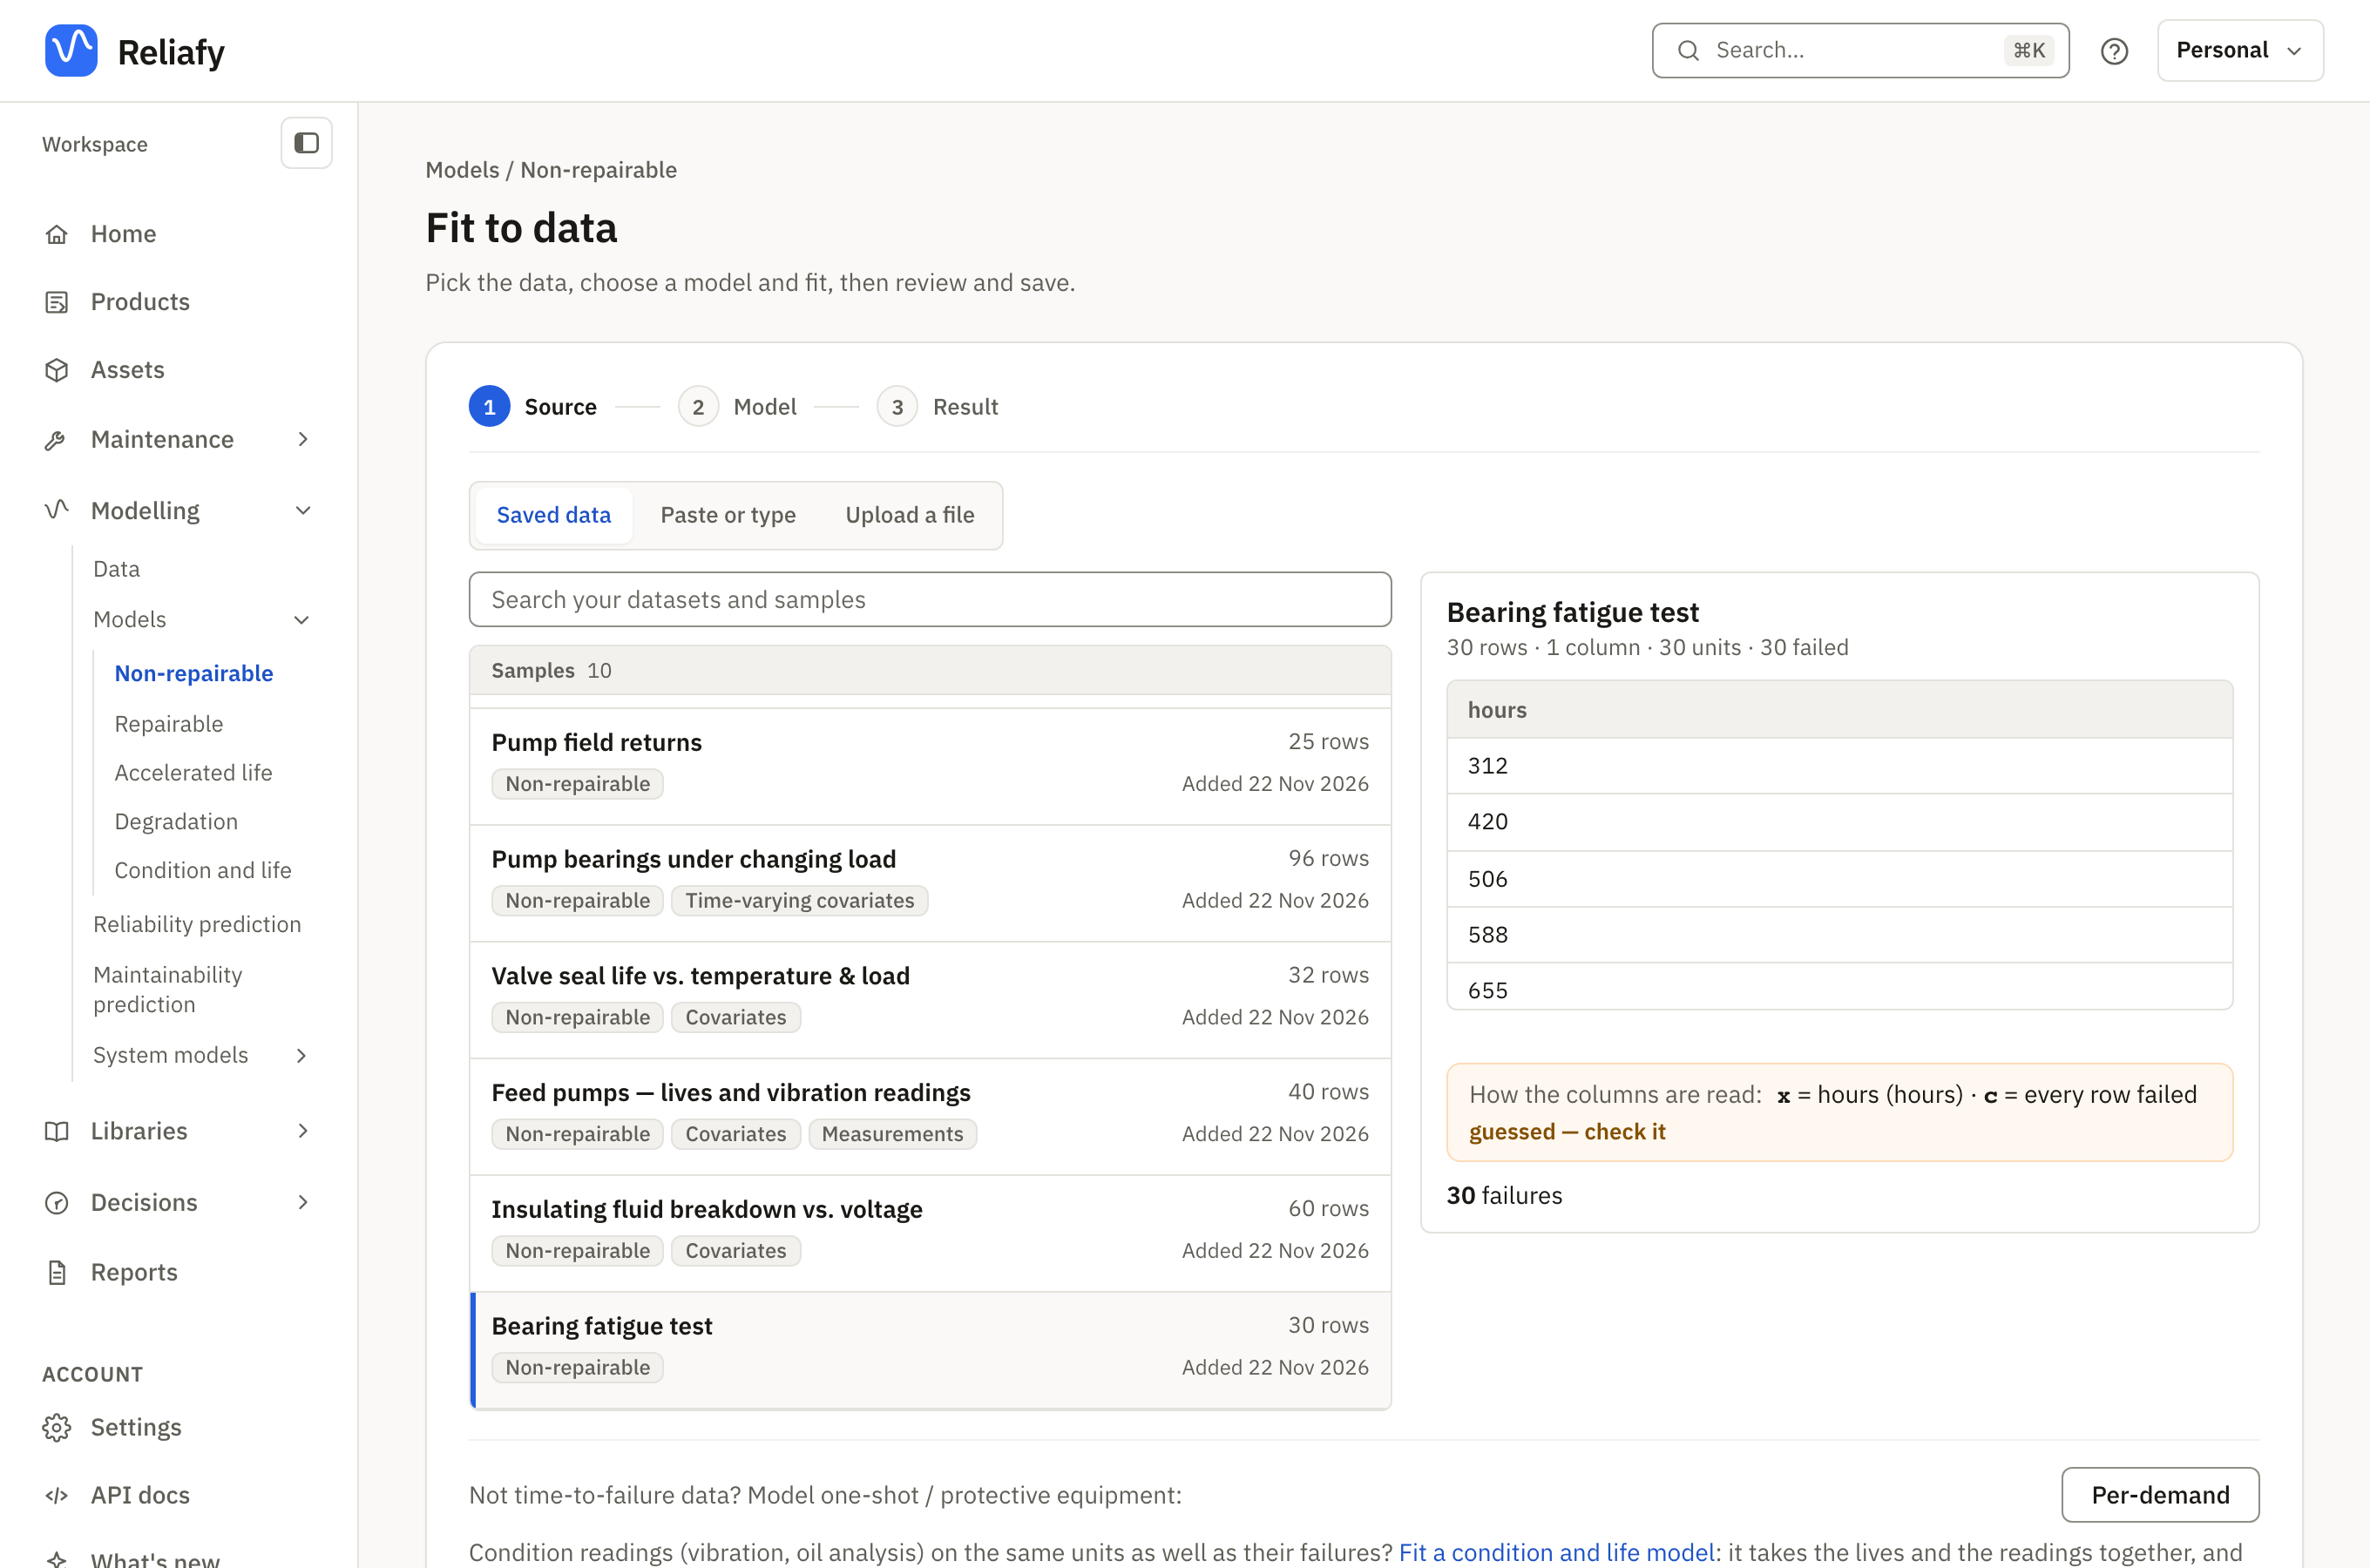 Reliafy
Search...
⌘K
Personal
Workspace
Home
Products
Assets
Maintenance
Modelling
Data
Models
Non-repairable
Repairable
Accelerated life
Degradation
Condition and life
Reliability prediction
Maintainability
prediction
System models
Libraries
Decisions
Reports
ACCOUNT
Settings
API docs
What's new
Models / Non-repairable
Fit to data
Pick the data, choose a model and fit, then review and save.
1 Source
2 Model
3 Result
Saved data
Paste or type
Upload a file
Search your datasets and samples
Samples 10
Pump field returns
25 rows
Non-repairable
Added 22 Nov 2026
Pump bearings under changing load
96 rows
Non-repairable
Time-varying covariates
Added 22 Nov 2026
Valve seal life vs. temperature & load
32 rows
Non-repairable
Covariates
Added 22 Nov 2026
Feed pumps — lives and vibration readings
40 rows
Non-repairable
Covariates
Measurements
Added 22 Nov 2026
Insulating fluid breakdown vs. voltage
60 rows
Non-repairable
Covariates
Added 22 Nov 2026
Bearing fatigue test
30 rows
Non-repairable
Added 22 Nov 2026
Bearing fatigue test
30 rows · 1 column · 30 units · 30 failed
hours
312
420
506
588
655
How the columns are read: x = hours (hours) · c = every row failed
guessed — check it
30 failures
Not time-to-failure data? Model one-shot / protective equipment:
Per-demand
Condition readings (vibration, oil analysis) on the same units as well as their failures? Fit a condition and life model: it takes the lives and the readings together, and